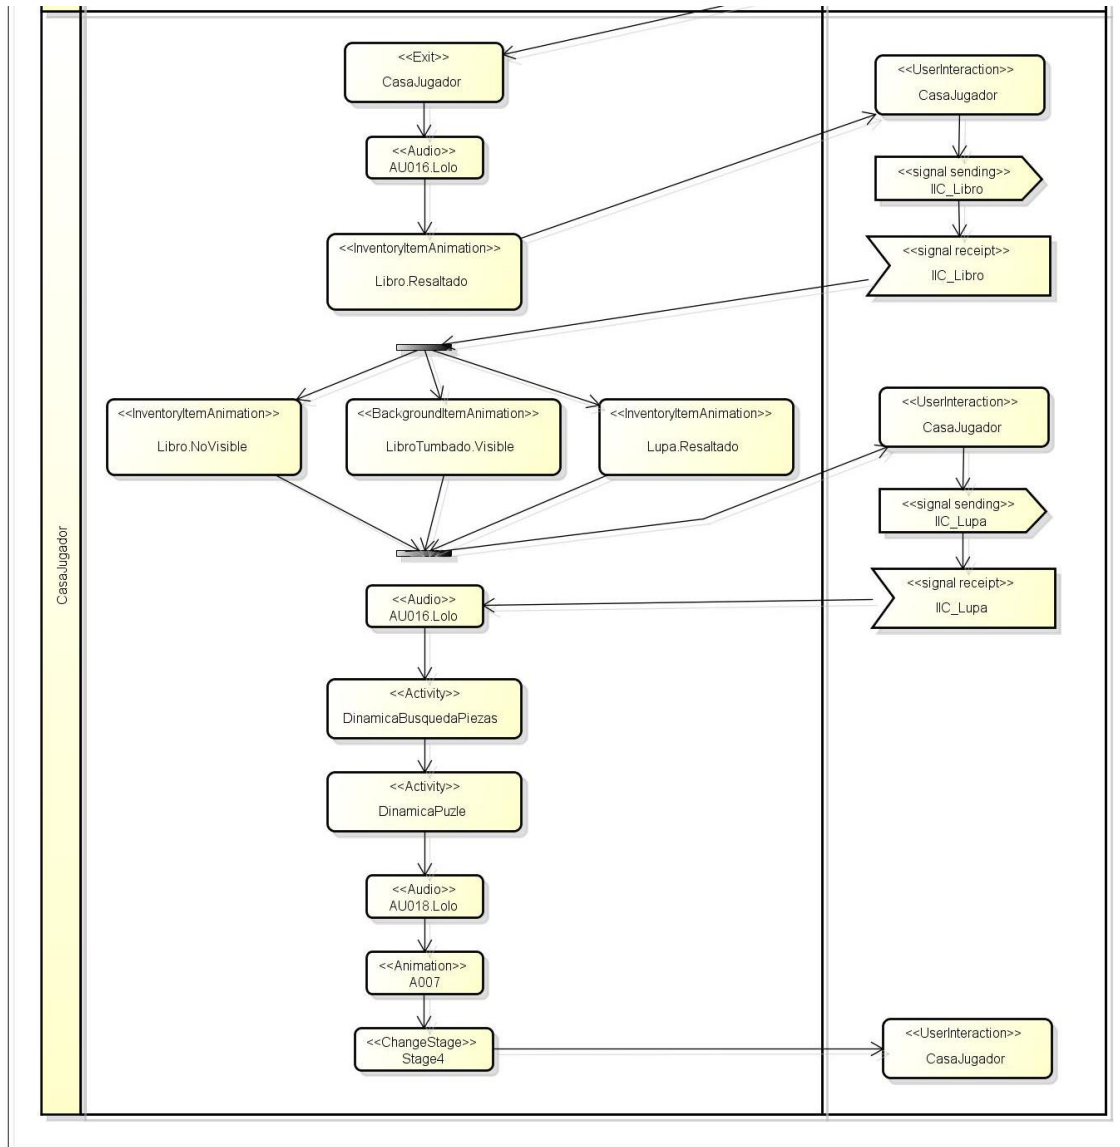 CasaJugador
<<Exit>>
CasaJugador
<<Audio>>
AU016.Lolo
<<InventoryItemAnimation>>
Libro.Resaltado
<<UserInteraction>>
CasaJugador
<<signal sending>>
IIC_Libro
<<signal receipt>>
IIC_Libro
<<InventoryItemAnimation>>
Libro.NoVisible
<<BackgroundItemAnimation>>
LibroTumbado.Visible
<<InventoryItemAnimation>>
Lupa.Resaltado
<<UserInteraction>>
CasaJugador
<<signal sending>>
IIC_Lupa
<<signal receipt>>
IIC_Lupa
<<Audio>>
AU016.Lolo
<<Activity>>
DinamicaBusquedaPiezas
<<Activity>>
DinamicaPuzle
<<Audio>>
AU018.Lolo
<<Animation>>
A007
<<ChangeStage>>
Stage4
<<UserInteraction>>
CasaJugador